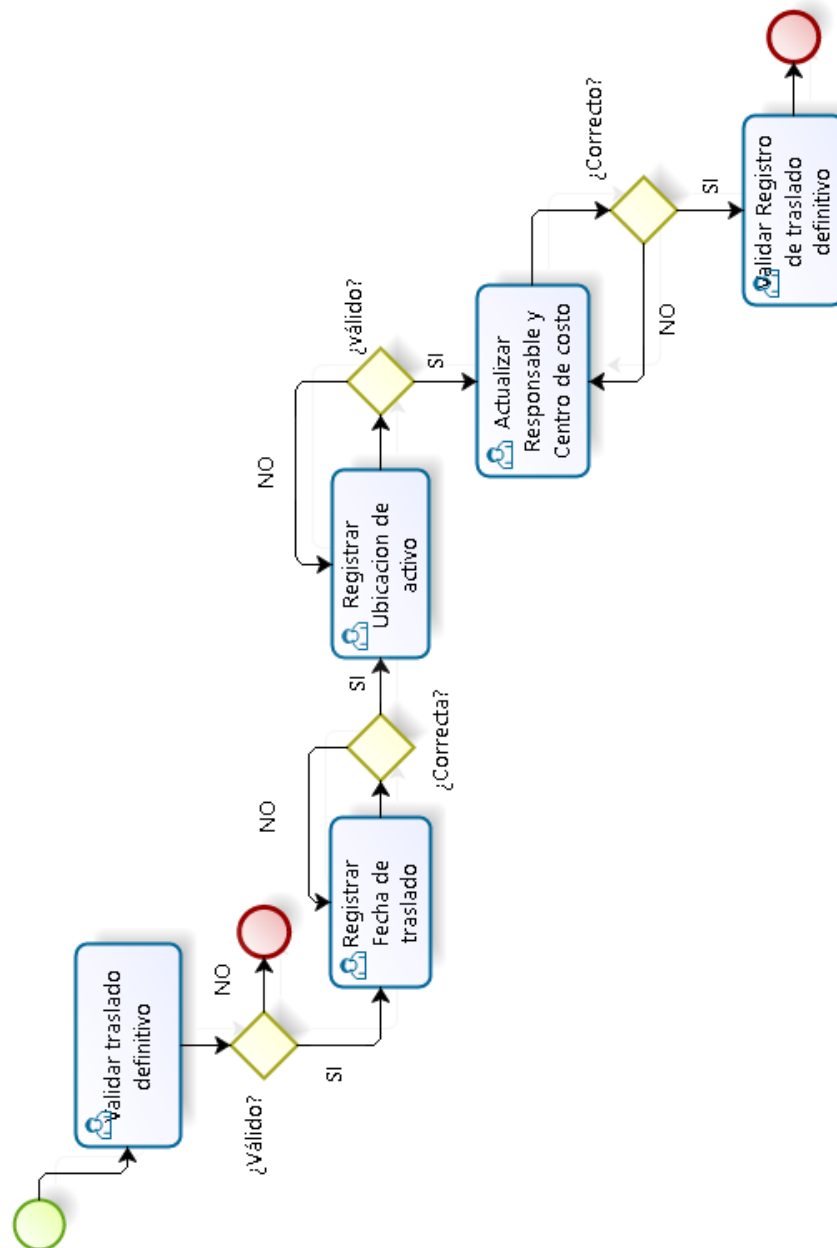 Validar traslado
definitivo
¿Válido?
NO
SI
Registrar
Fecha de
traslado
NO
¿Correcta?
SI
Registrar
Ubicacion de
activo
NO
¿válido?
SI
Actualizar
Responsable y
Centro de costo
¿Correcto?
NO
SI
Validar Registro
de traslado
definitivo